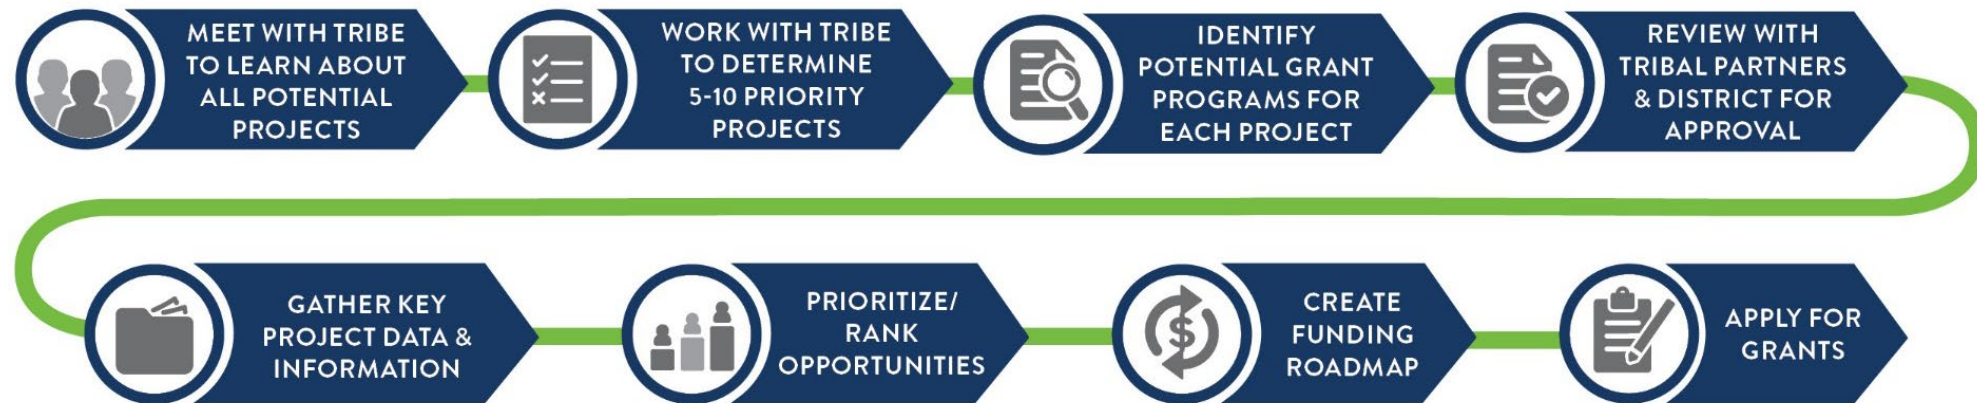 MEET WITH TRIBE
TO LEARN ABOUT
ALL POTENTIAL
PROJECTS
WORK WITH TRIBE
TO DETERMINE
5-10 PRIORITY
PROJECTS
IDENTIFY
POTENTIAL GRANT
PROGRAMS FOR
EACH PROJECT
REVIEW WITH
TRIBAL PARTNERS
& DISTRICT FOR
APPROVAL
GATHER KEY
PROJECT DATA &
INFORMATION
PRIORITIZE/
RANK
OPPORTUNITIES
$
CREATE
FUNDING
ROADMAP
APPLY FOR
GRANTS